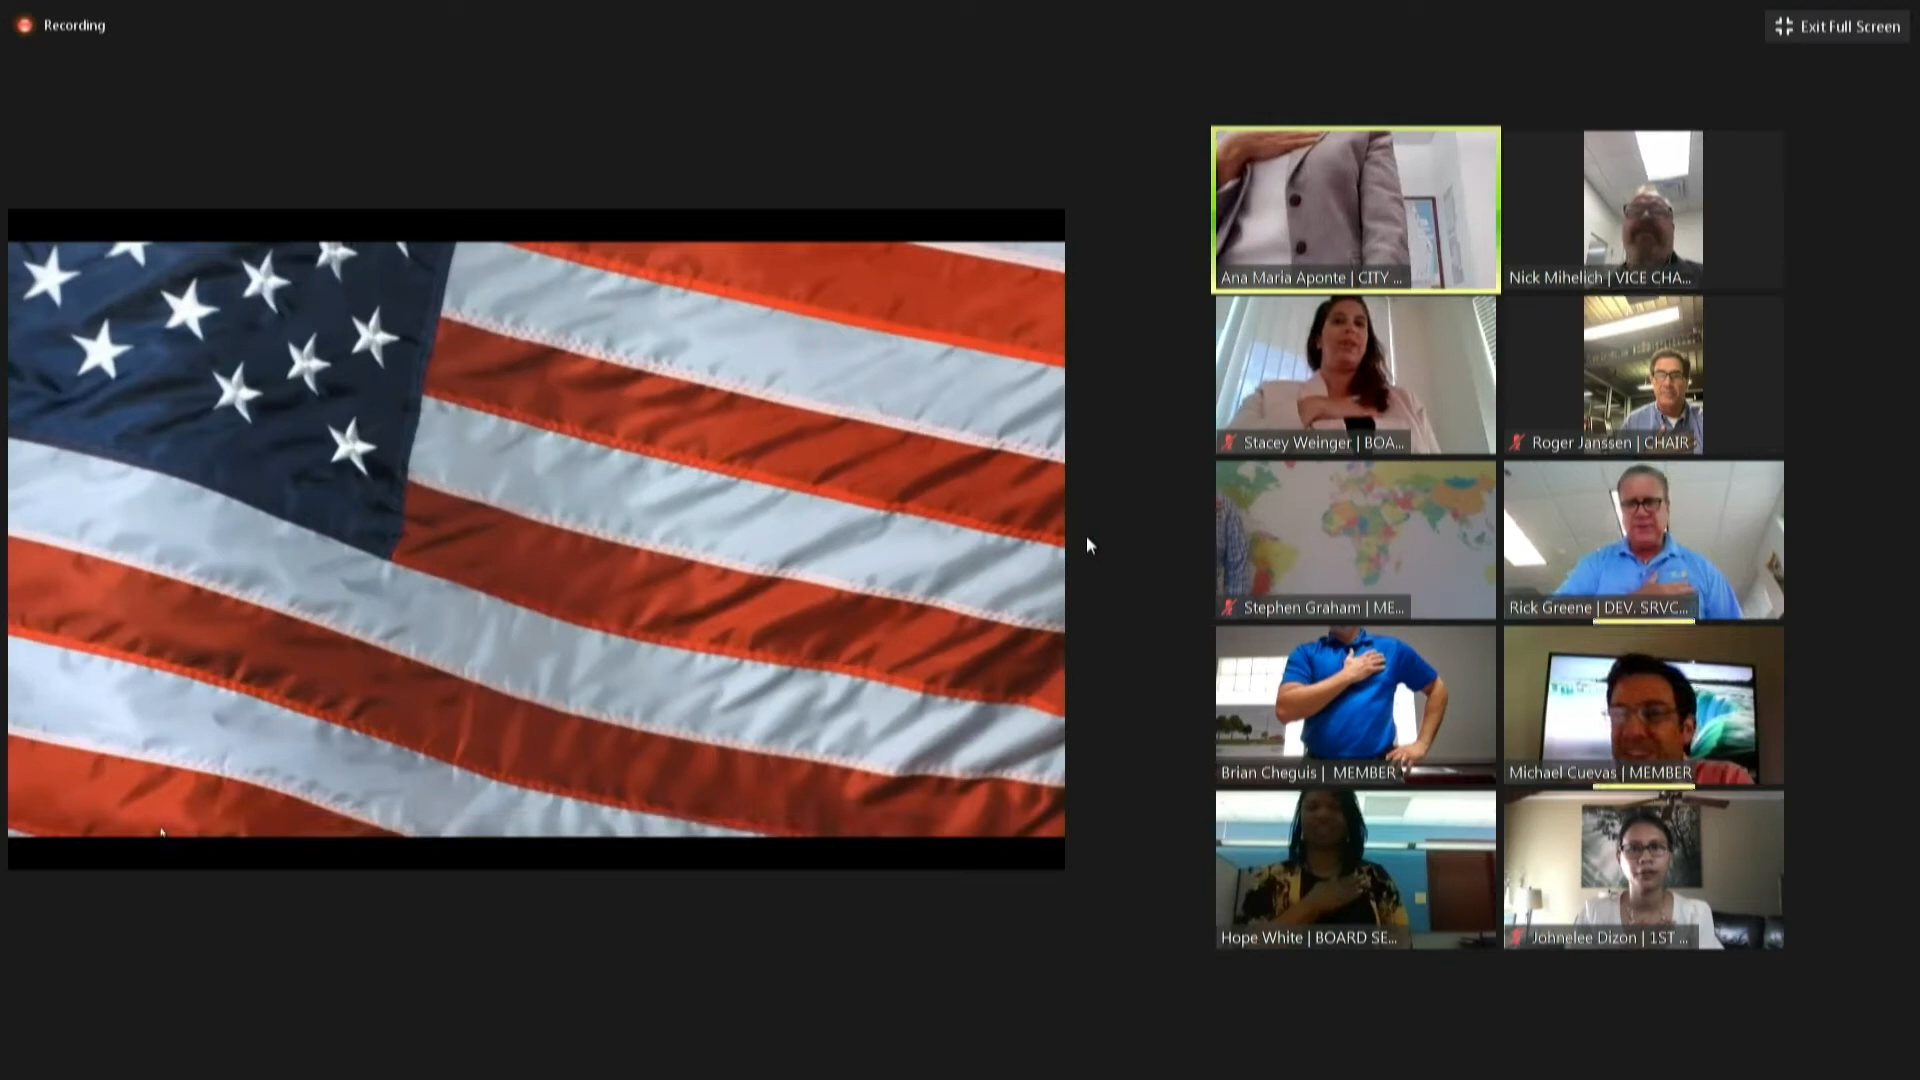 Recording
Exit Full Screen
Ana Maria Aponte | CITY ...
Nick Mihelich | VICE CHA...
Stacey Weinger | BOA...
Roger Janssen | CHAIR
Stephen Graham | ME...
Rick Greene | DEV. SRVC...
Brian Cheguis | MEMBER
Michael Cuevas | MEMBER
Hope White | BOARD SE...
Johnelee Dizon | 1ST ...